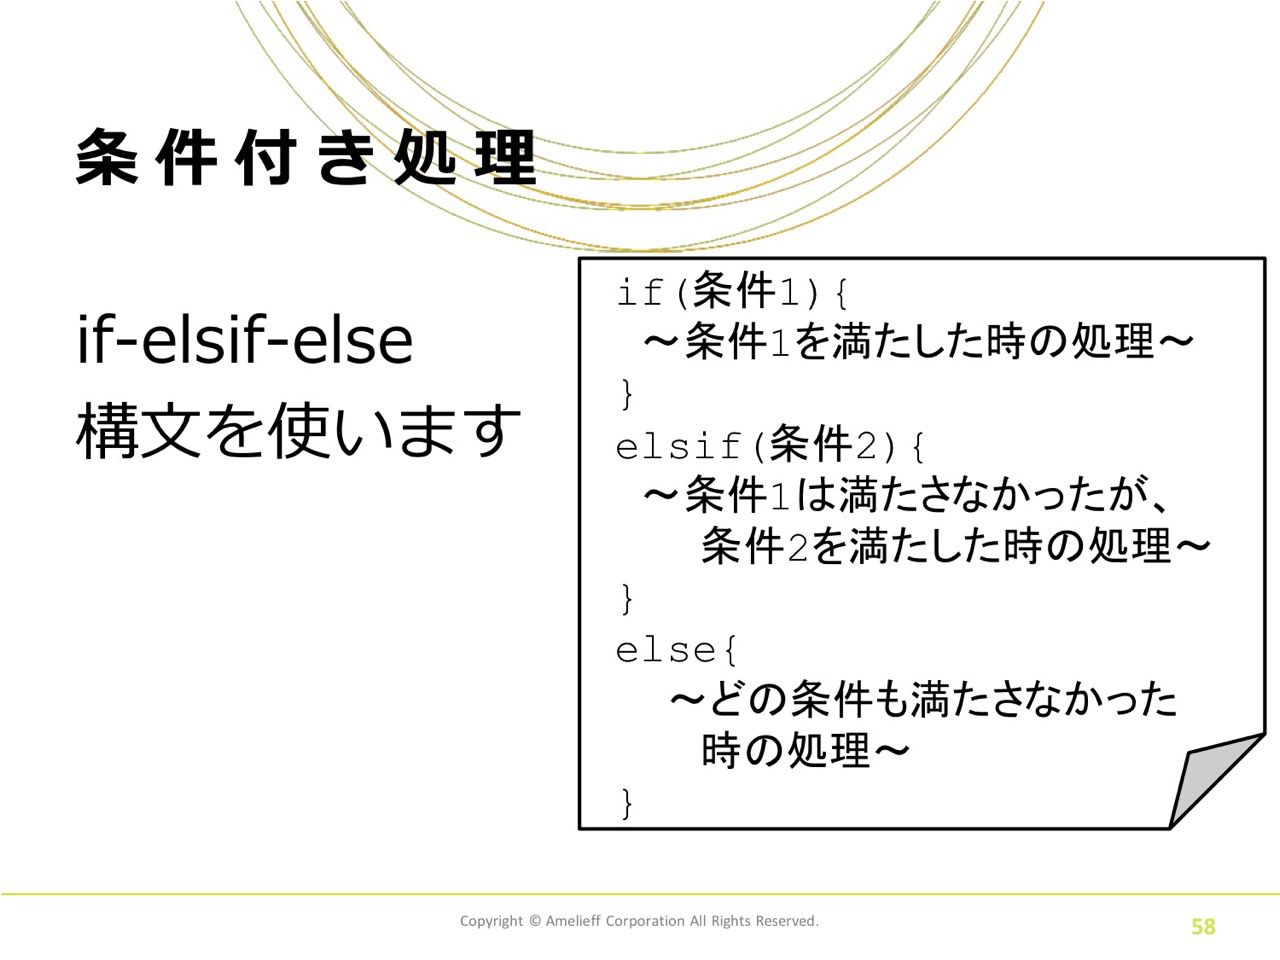 条件付き処理
if-elsif-else
構文を使います
if(条件1){
～条件1を満たした時の処理～
}
elsif(条件2){
～条件1は満たさなかったが、
条件2を満たした時の処理～
}
else{
～どの条件も満たさなかった
時の処理～
}
Copyright © Amelieff Corporation All Rights Reserved.
58